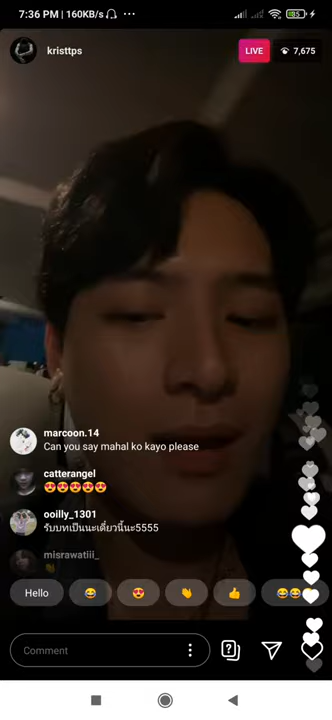 7:36 PM | 160KB/s
85
kristtps
LIVE
7,675
marcoon.14
Can you say mahal ko kayo please
catterangel
😍😍😍😍😍
ooilly_1301
รับบทเป็นนะเดี๋ยวนี้นะ5555
misrawatiii_
Hello
Comment